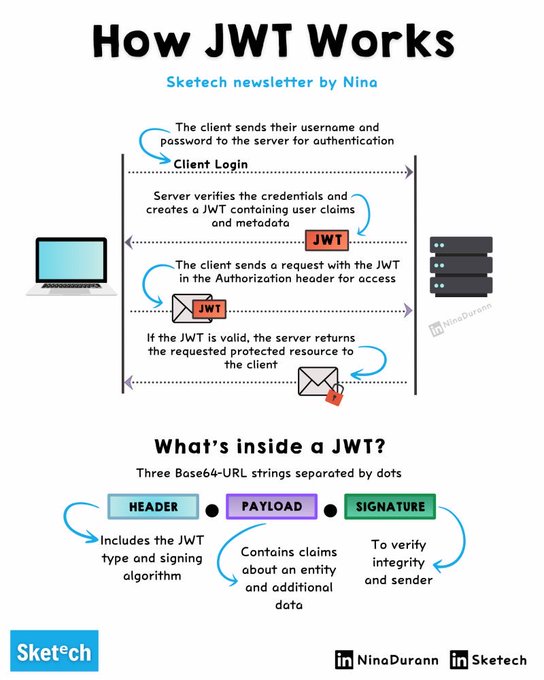 How JWT Works
Sketech newsletter by Nina
The client sends their username and
password to the server for authentication
Client Login
Server verifies the credentials and
creates a JWT containing user claims
and metadata
JWT
The client sends a request with the JWT
in the Authorization header for access
JWT
in NinaDurann
If the JWT is valid, the server returns
the requested protected resource to
the client
What's inside a JWT?
Three Base64-URL strings separated by dots
HEADER
PAYLOAD
SIGNATURE
Includes the JWT
type and signing
algorithm
Contains claims
about an entity
and additional
data
To verify
integrity
and sender
Sketech
in NinaDurann
in Sketech